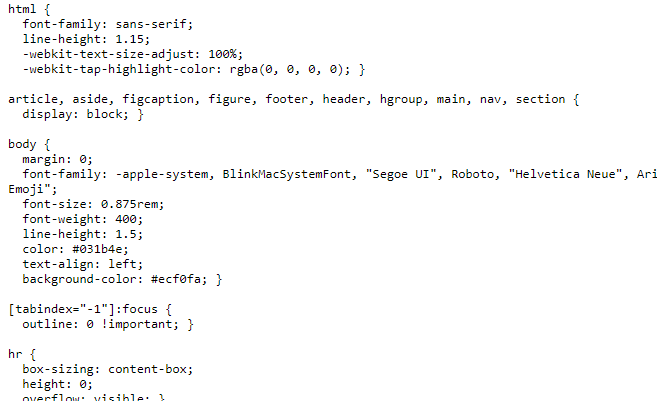 html {
  font-family: sans-serif;
  line-height: 1.15;
  -webkit-text-size-adjust: 100%;
  -webkit-tap-highlight-color: rgba(0, 0, 0, 0); }

article, aside, figcaption, figure, footer, header, hgroup, main, nav, section {
  display: block; }

body {
  margin: 0;
  font-family: -apple-system, BlinkMacSystemFont, "Segoe UI", Roboto, "Helvetica Neue", Ari
Emoji";
  font-size: 0.875rem;
  font-weight: 400;
  line-height: 1.5;
  color: #031b4e;
  text-align: left;
  background-color: #ecf0fa; }

[tabindex="-1"]:focus {
  outline: 0 !important; }

hr {
  box-sizing: content-box;
  height: 0;
  overflow: visible; }